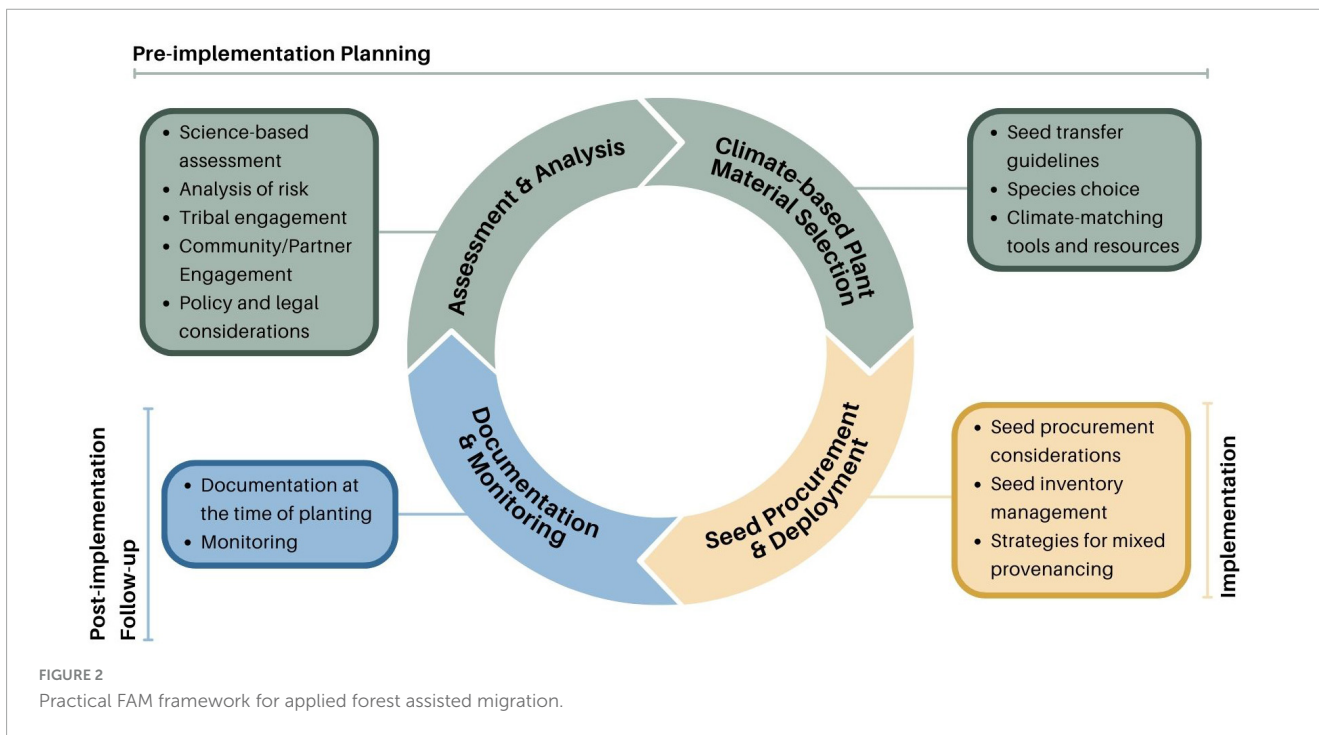 Pre-implementation Planning
• Science-based
assessment
• Analysis of risk
• Tribal engagement
• Community/Partner
Engagement
• Policy and legal
considerations
Assessment & Analysis
Climate-based Plant
Material Selection
• Seed transfer
guidelines
• Species choice
• Climate-matching
tools and resources
Post-implementation
Follow-up
• Documentation at
the time of planting
• Monitoring
Documentation
& Monitoring
Seed Procurement
& Deployment
• Seed procurement
considerations
• Seed inventory
management
• Strategies for mixed
provenancing
Implementation
FIGURE 2
Practical FAM framework for applied forest assisted migration.